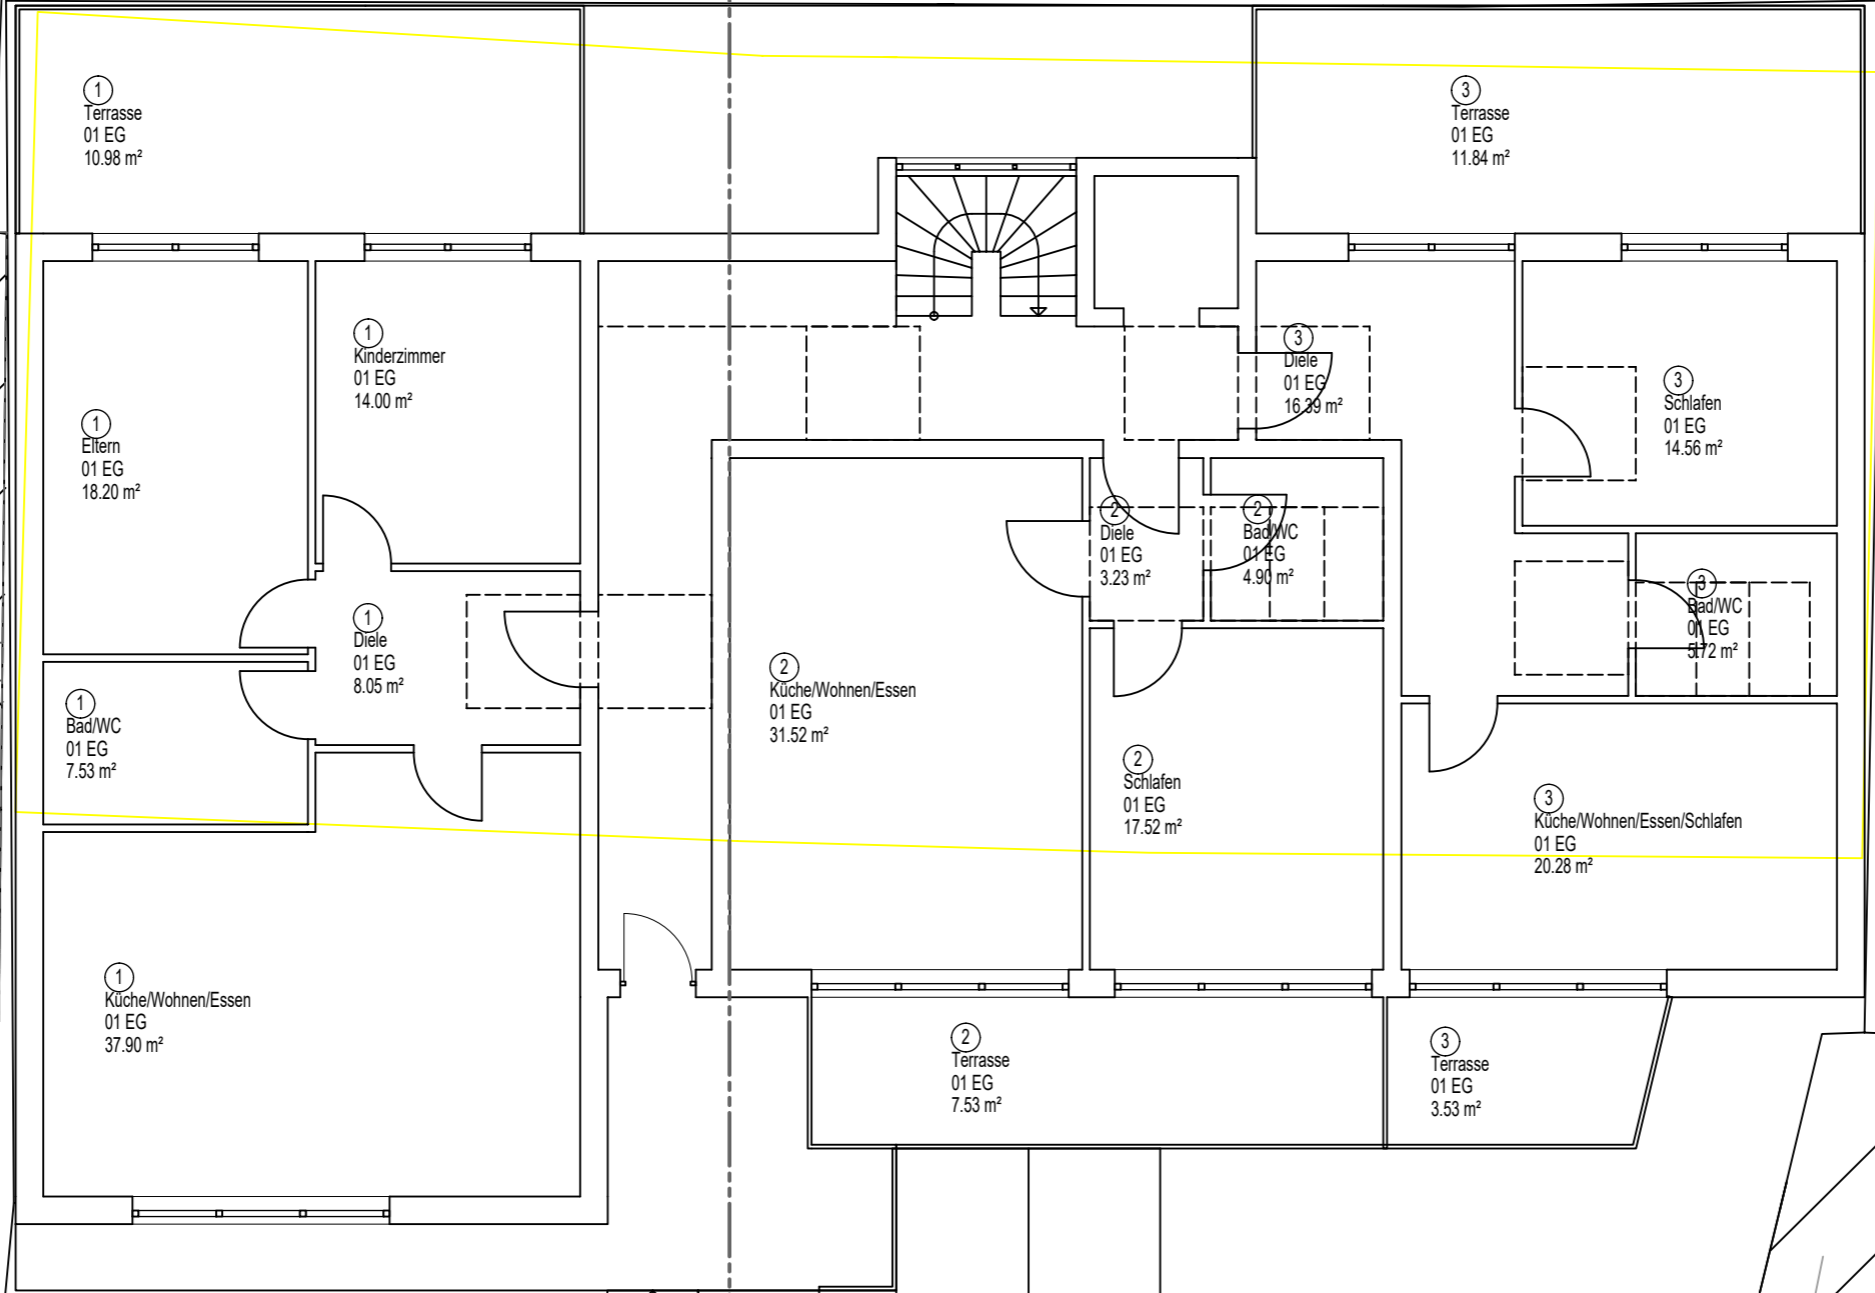 1
Terrasse
01 EG
10.98 m²
3
Terrasse
01 EG
11.84 m²
1
Kinderzimmer
01 EG
14.00 m²
3
Diele
01 EG
16.39 m²
3
Schlafen
01 EG
14.56 m²
1
Eltern
01 EG
18.20 m²
2
Diele
01 EG
3.23 m²
2
Bad/WC
01 EG
4.90 m²
3
Bad/WC
01 EG
5.72 m²
1
Diele
01 EG
8.05 m²
2
Küche/Wohnen/Essen
01 EG
31.52 m²
1
Bad/WC
01 EG
7.53 m²
2
Schlafen
01 EG
17.52 m²
3
Küche/Wohnen/Essen/Schlafen
01 EG
20.28 m²
1
Küche/Wohnen/Essen
01 EG
37.90 m²
2
Terrasse
01 EG
7.53 m²
3
Terrasse
01 EG
3.53 m²